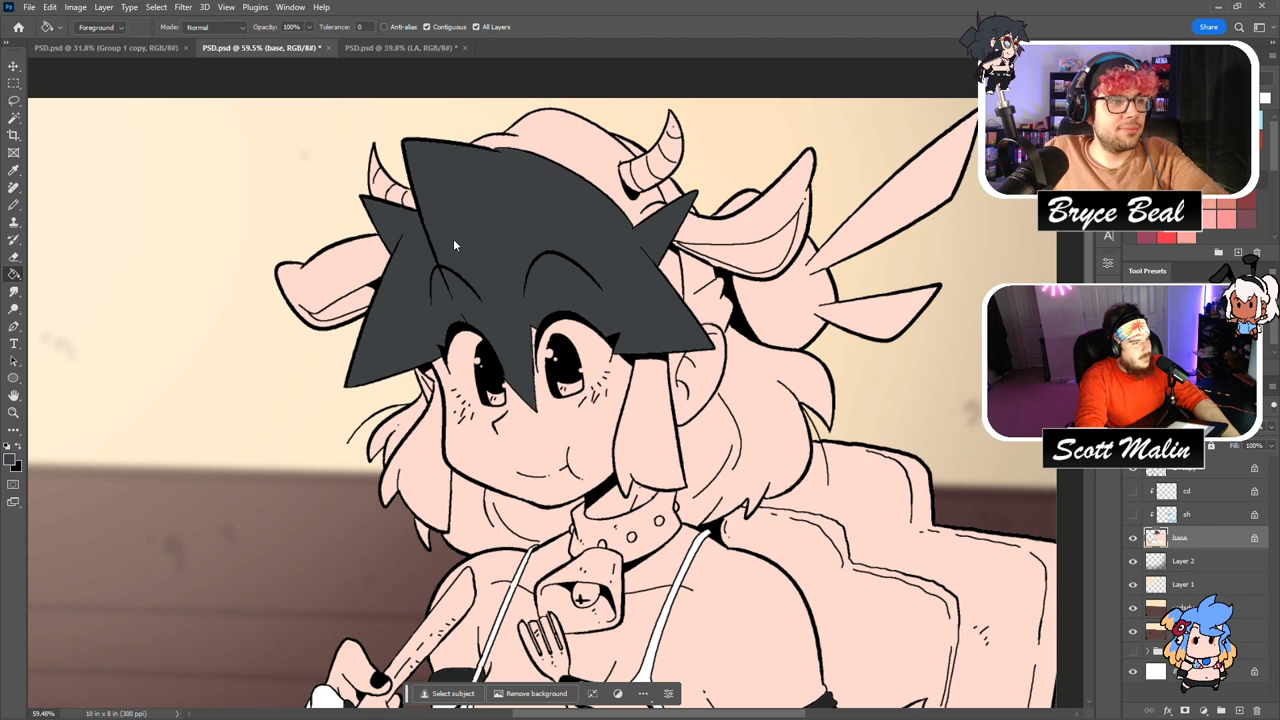 File Edit Image Layer Type Select Filter 3D View Plugins Window Help
Foreground Mode: Normal Opacity: 100% Tolerance: 0 Anti-alias Contiguous All Layers Share
PSD.psd @ 31.8% (Group 1 copy, RGB/8#) * × PSD.psd @ 59.5% (base, RGB/8#) * × PSD.psd @ 39.8% (LA, RGB/8#) * ×
Bryce Beal
Tool Presets
Scott Malin
Fill: 100%
cd
sh
base
Layer 2
Layer 1
Select subject Remove background
59.48% 10 in x 8 in (300 ppi)